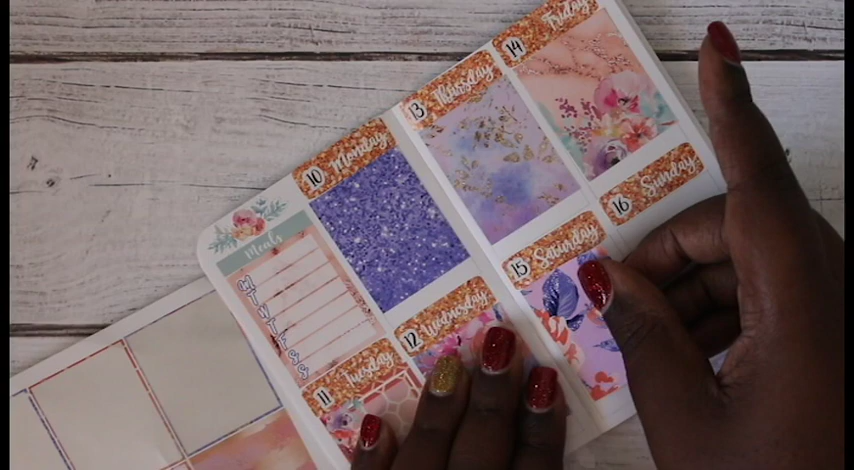 Meals
M
T
W
T
F
S
S
10 Monday
11 Tuesday
12 Wednesday
13 Thursday
14 Friday
15 Saturday
16 Sunday